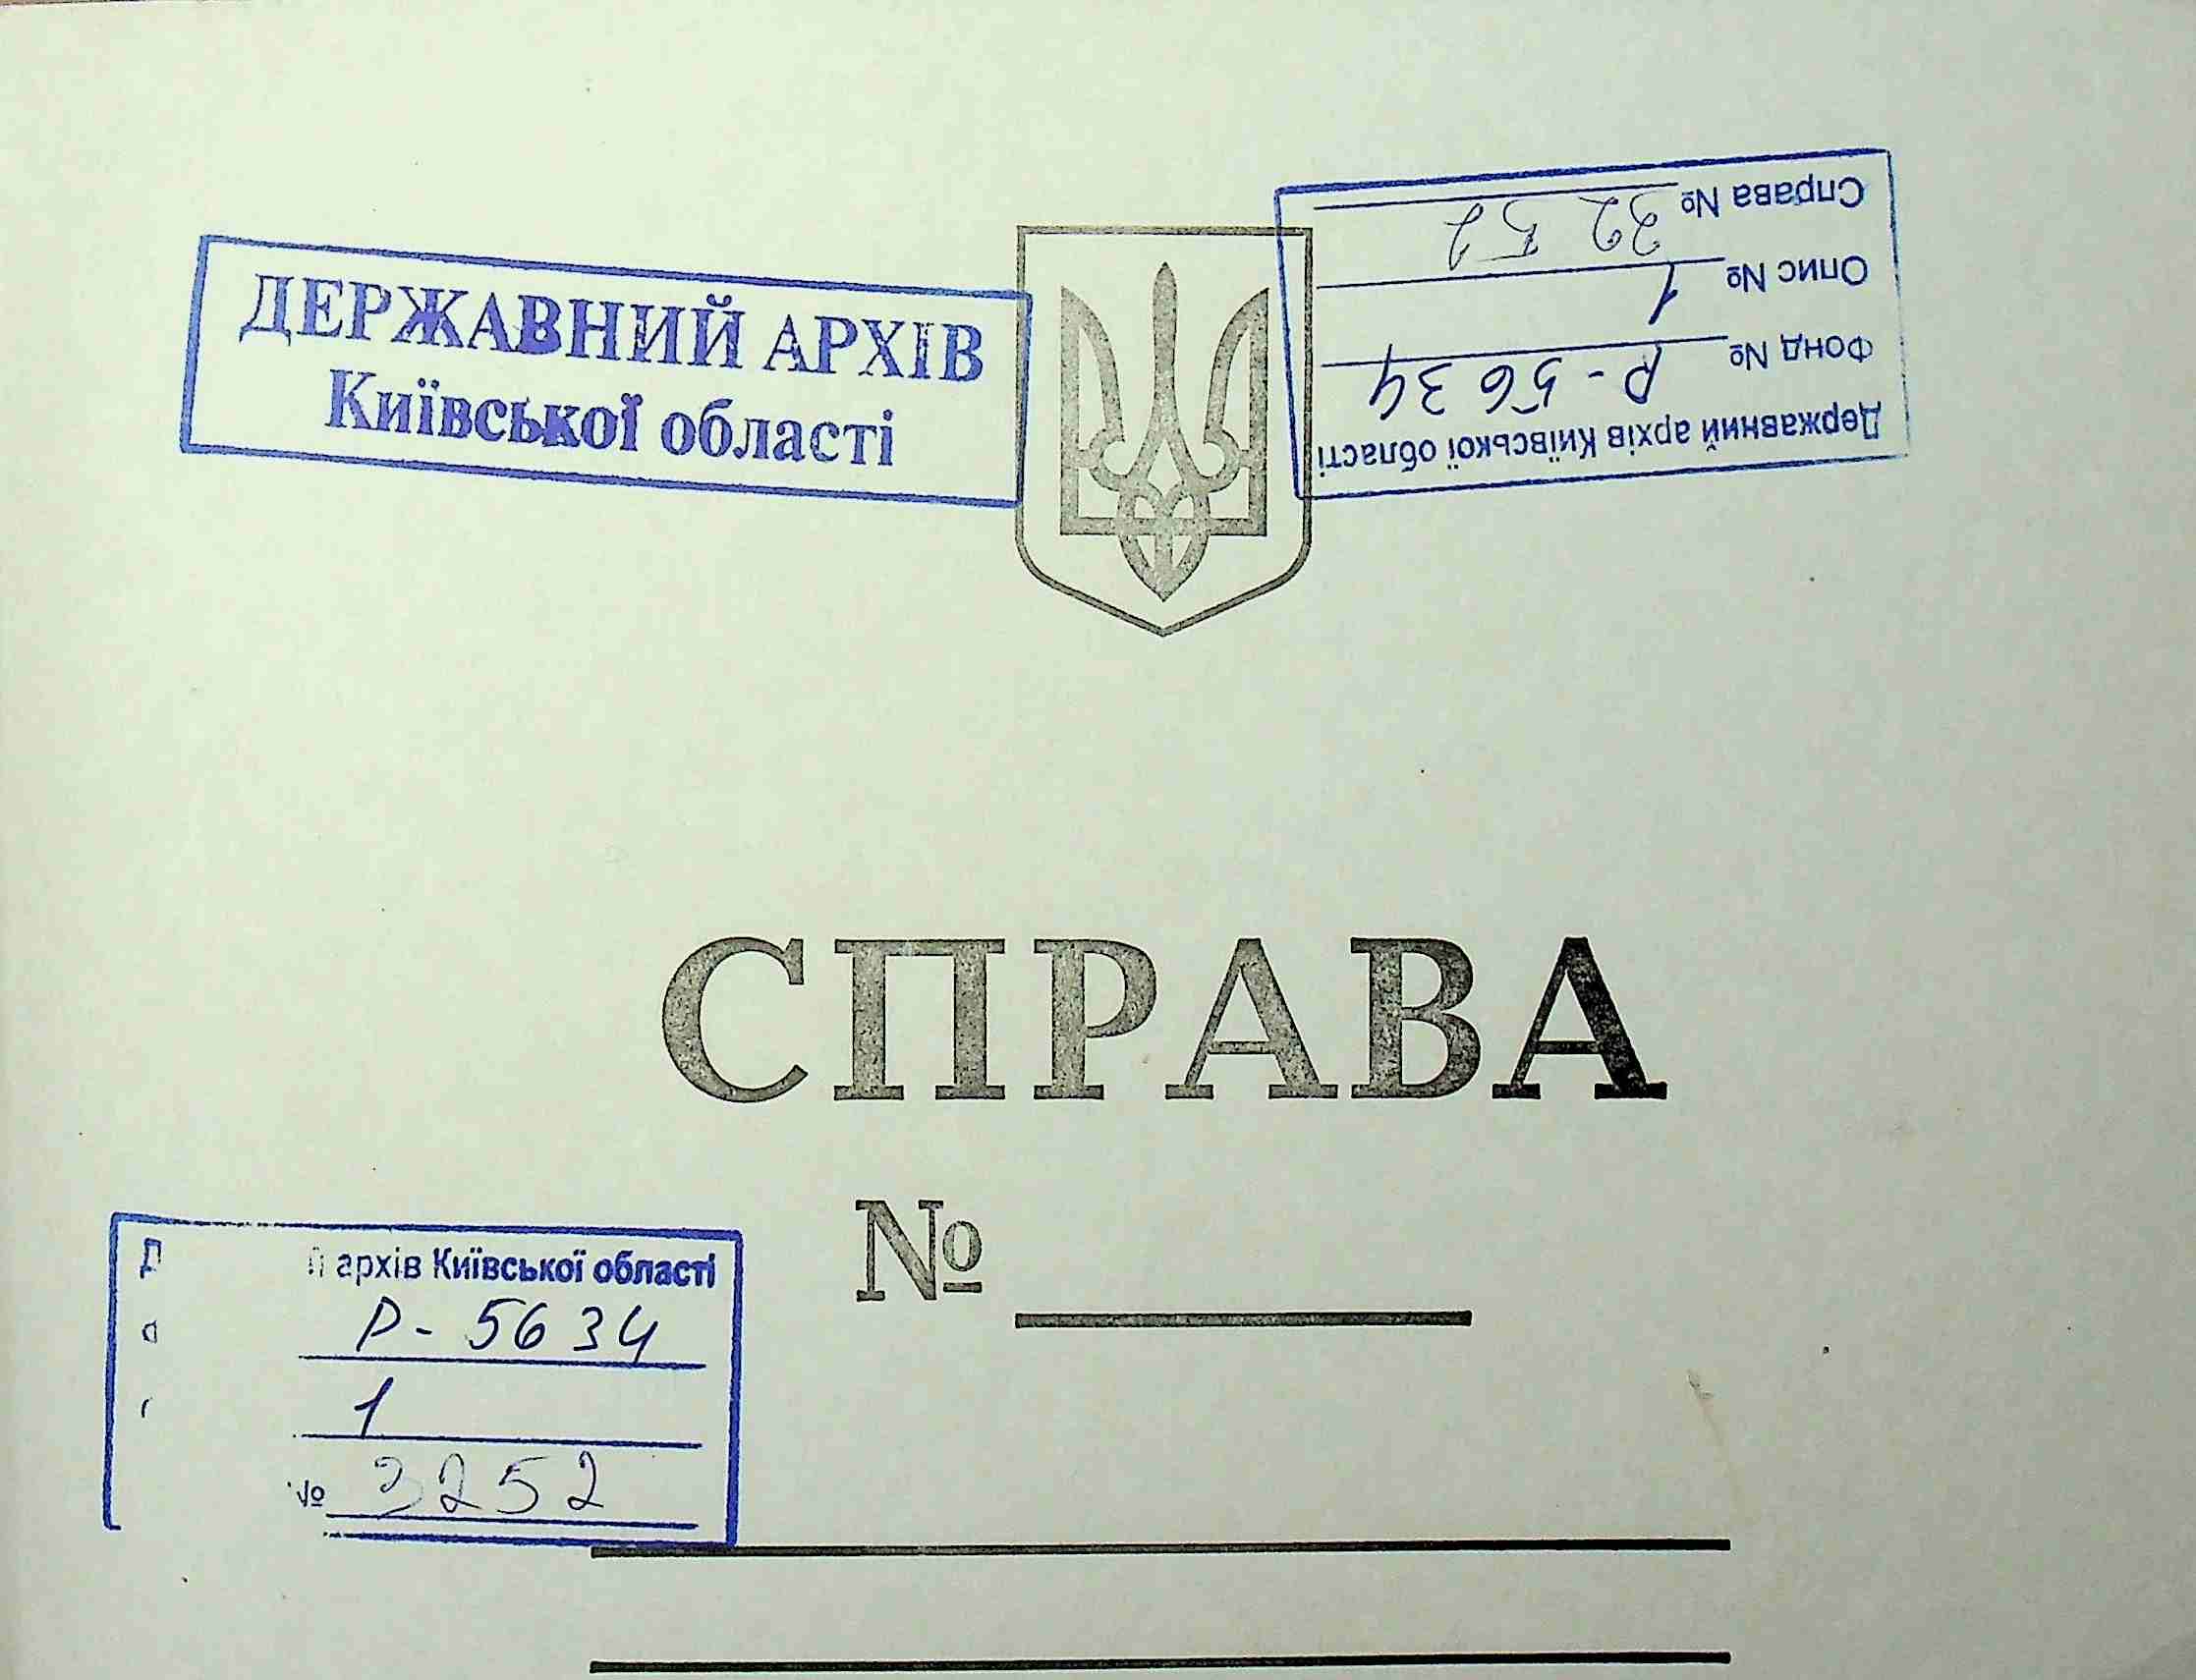 ДЕРЖАВНИЙ АРХІВ
Київської області
Державний архів Київської області
Фонд № Р-5634
Опис № 1
Справа № 3252
СПРАВА
№
архів Київської області
Р-5634
1
№ 3252